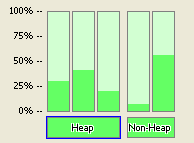 100% --
75% --
50% --
25% --
0% --
Heap
Non-Heap